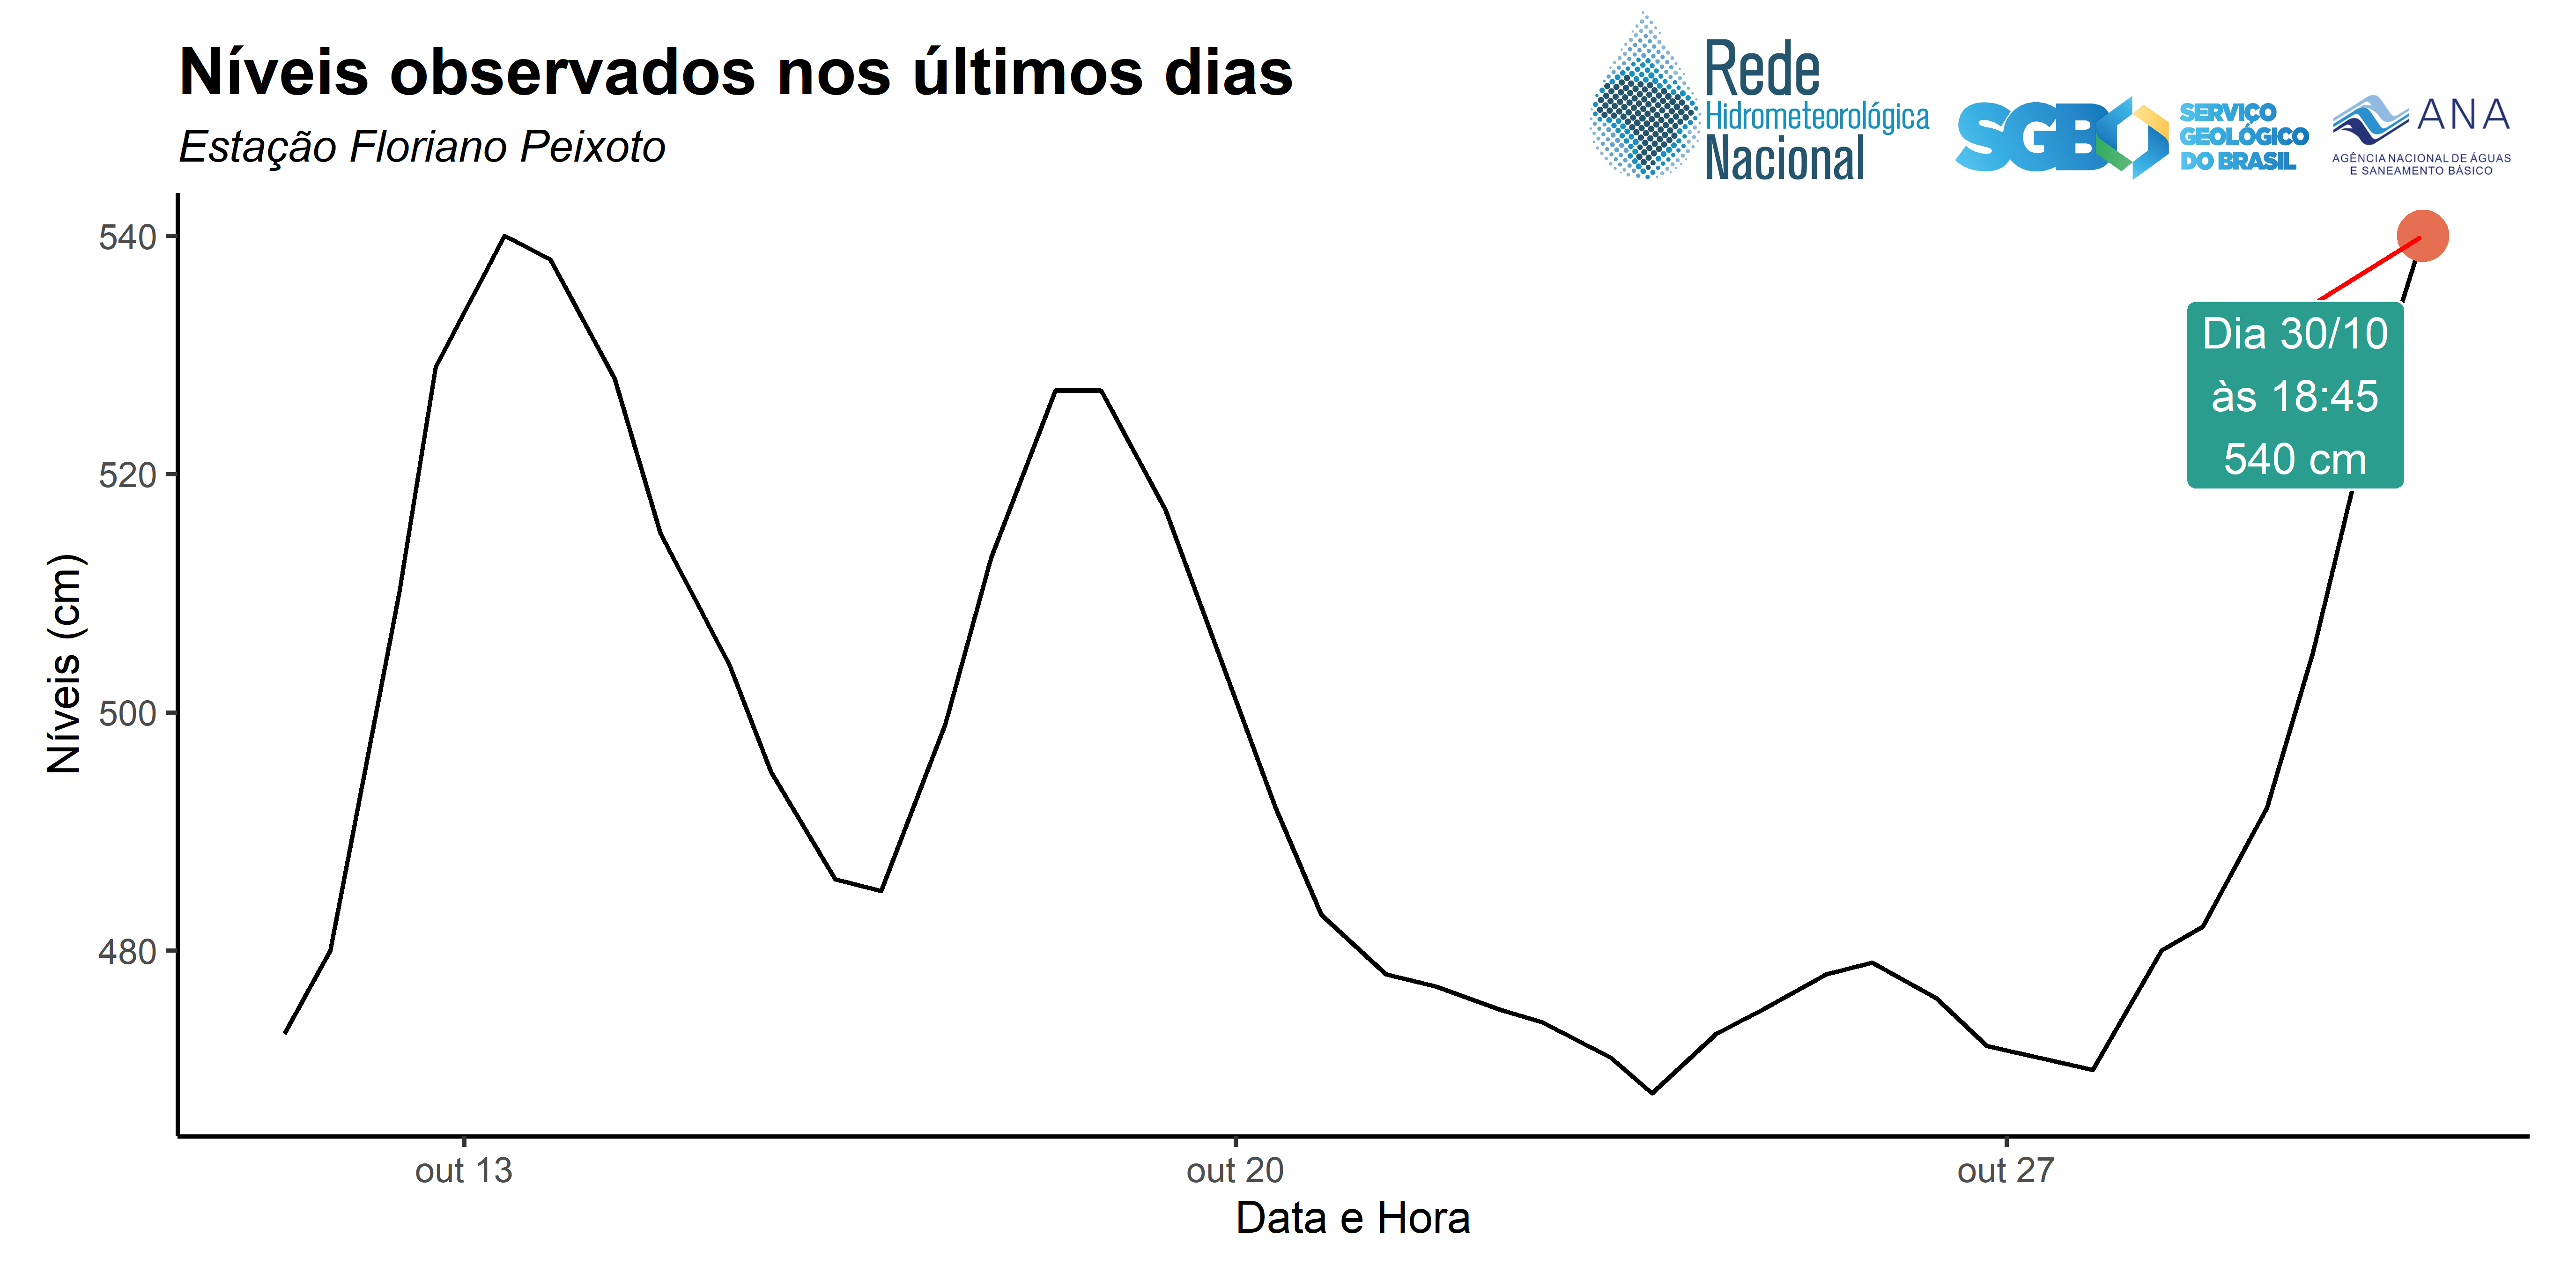 Níveis observados nos últimos dias
Estação Floriano Peixoto
Rede
Hidrometeorológica
Nacional
SGB
SERVIÇO
GEOLÓGICO
DO BRASIL
ANA
AGÊNCIA NACIONAL DE ÁGUAS
E SANEAMENTO BÁSICO
540
520
500
480
Níveis (cm)
Dia 30/10
às 18:45
540 cm
out 13
out 20
out 27
Data e Hora